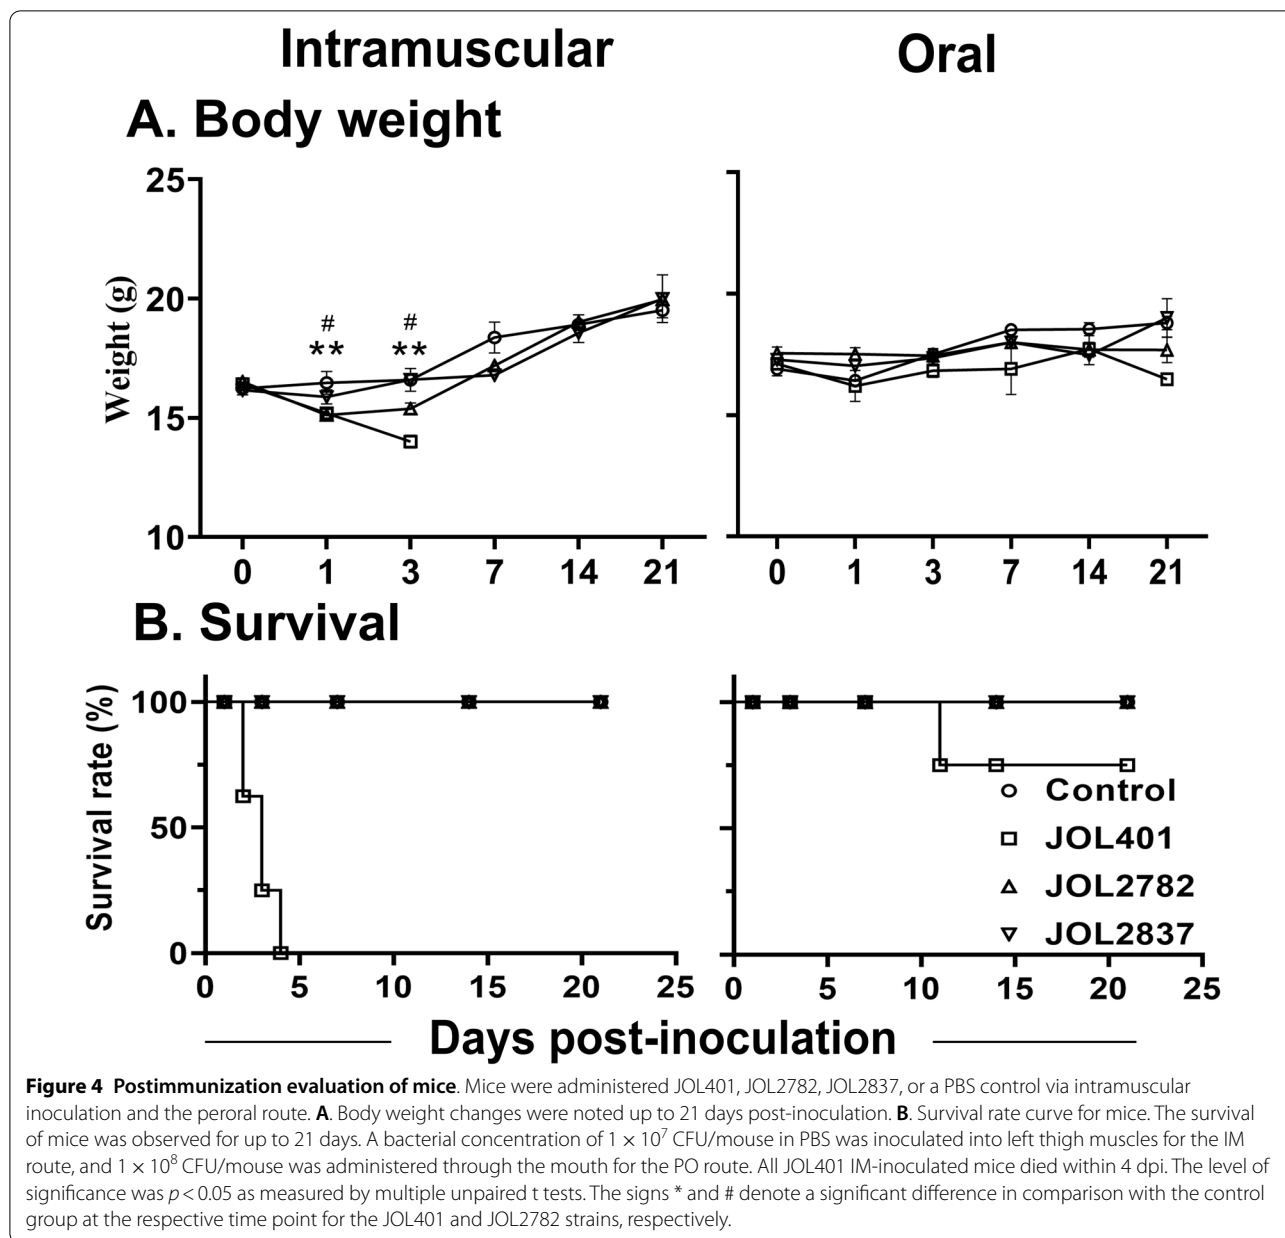 Intramuscular
Oral
A. Body weight
Weight (g)
25
20
15
10
#
**
#
**
0 1 3 7 14 21
0 1 3 7 14 21
B. Survival
Survival rate (%)
100
50
0
0 5 10 15 20 25
Control
JOL401
JOL2782
JOL2837
0 5 10 15 20 25
Days post-inoculation
Figure 4 Postimmunization evaluation of mice. Mice were administered JOL401, JOL2782, JOL2837, or a PBS control via intramuscular
inoculation and the peroral route. A. Body weight changes were noted up to 21 days post-inoculation. B. Survival rate curve for mice. The survival
of mice was observed for up to 21 days. A bacterial concentration of 1 × 10⁷ CFU/mouse in PBS was inoculated into left thigh muscles for the IM
route, and 1 × 10⁸ CFU/mouse was administered through the mouth for the PO route. All JOL401 IM-inoculated mice died within 4 dpi. The level of
significance was p < 0.05 as measured by multiple unpaired t tests. The signs * and # denote a significant difference in comparison with the control
group at the respective time point for the JOL401 and JOL2782 strains, respectively.